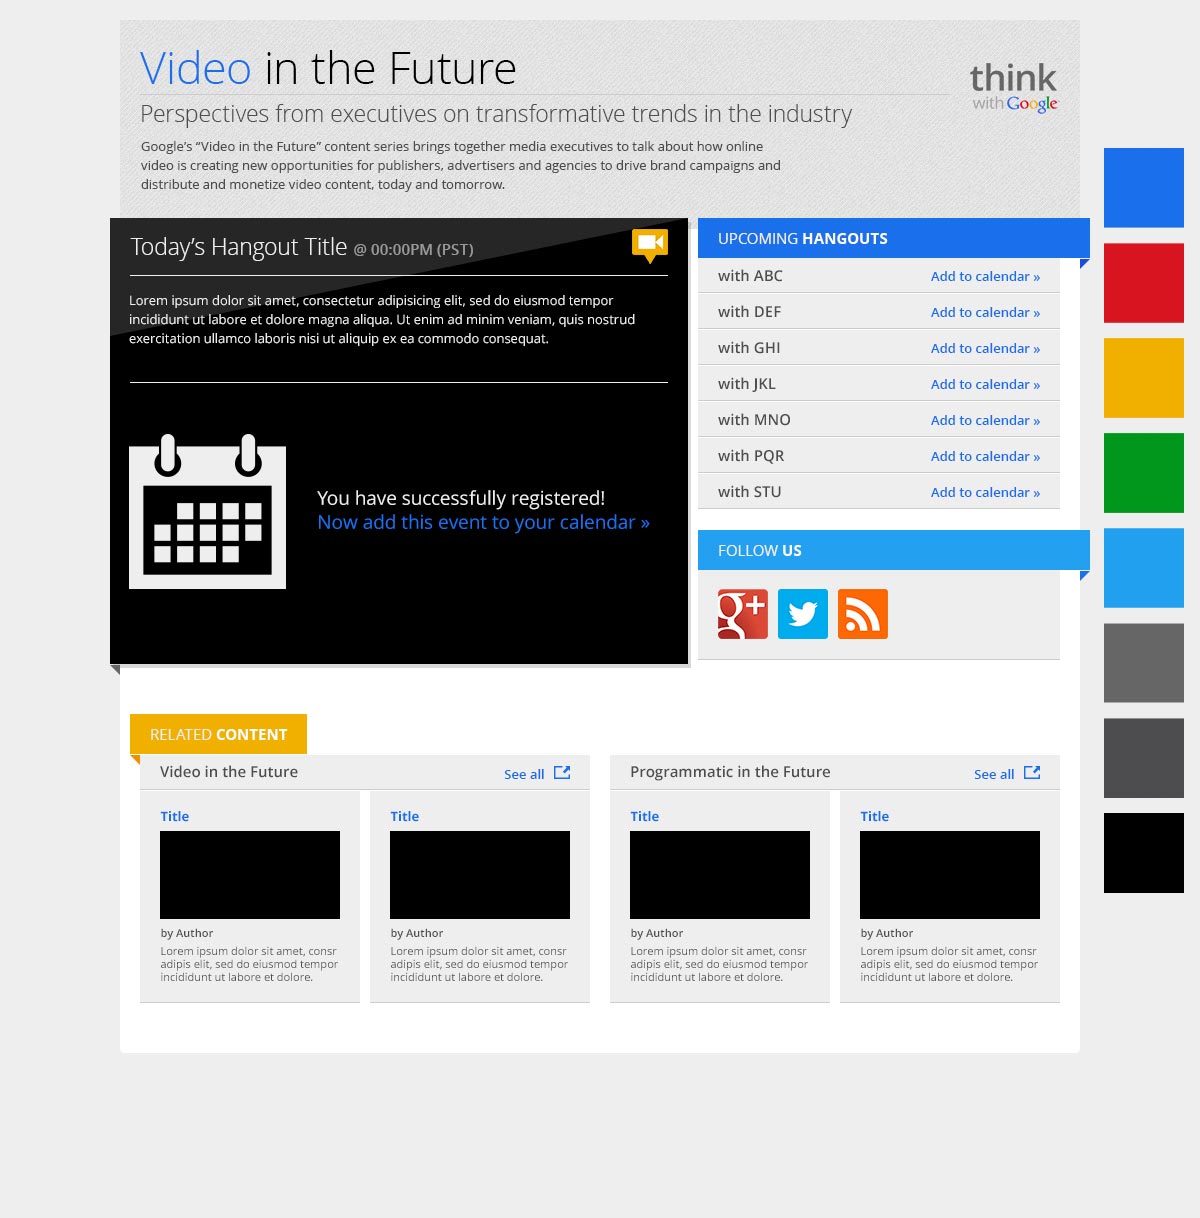 Video in the Future
think
with Google
Perspectives from executives on transformative trends in the industry
Google's “Video in the Future” content series brings together media executives to talk about how online
video is creating new opportunities for publishers, advertisers and agencies to drive brand campaigns and
distribute and monetize video content, today and tomorrow.
Today's Hangout Title @ 00:00PM (PST)
Lorem ipsum dolor sit amet, consectetur adipisicing elit, sed do eiusmod tempor
incididunt ut labore et dolore magna aliqua. Ut enim ad minim veniam, quis nostrud
exercitation ullamco laboris nisi ut aliquip ex ea commodo consequat.
You have successfully registered!
Now add this event to your calendar »
UPCOMING HANGOUTS
with ABC Add to calendar »
with DEF Add to calendar »
with GHI Add to calendar »
with JKL Add to calendar »
with MNO Add to calendar »
with PQR Add to calendar »
with STU Add to calendar »
FOLLOW US
g+
RELATED CONTENT
Video in the Future See all
Title
by Author
Lorem ipsum dolor sit amet, consr
adipis elit, sed do eiusmod tempor
incididunt ut labore et dolore.
Title
by Author
Lorem ipsum dolor sit amet, consr
adipis elit, sed do eiusmod tempor
incididunt ut labore et dolore.
Programmatic in the Future See all
Title
by Author
Lorem ipsum dolor sit amet, consr
adipis elit, sed do eiusmod tempor
incididunt ut labore et dolore.
Title
by Author
Lorem ipsum dolor sit amet, consr
adipis elit, sed do eiusmod tempor
incididunt ut labore et dolore.